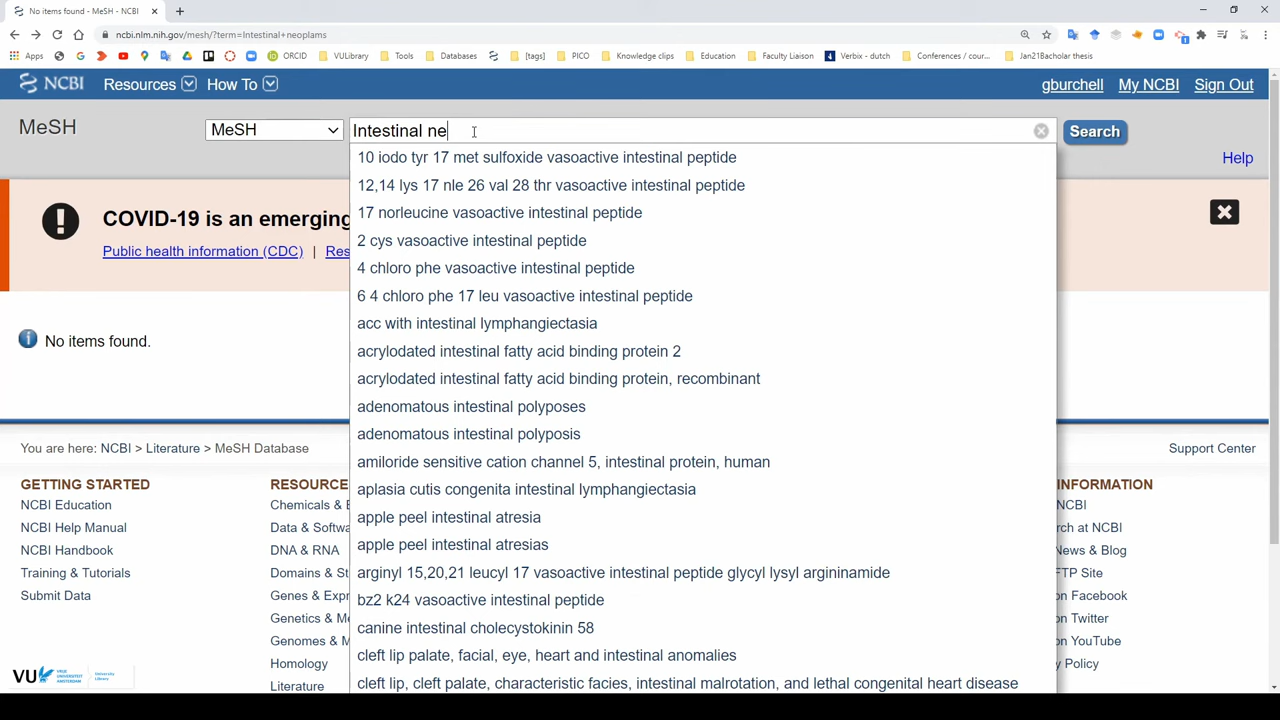 No items found - MeSH - NCBI
ncbi.nlm.nih.gov/mesh/?term=Intestinal+neoplams
Apps ORCID VULibrary Tools Databases [tags] PICO Knowledge clips Education Faculty Liaison Verbix - dutch Conferences / cour... Jan21Bacholar thesis
NCBI Resources How To gburchell My NCBI Sign Out
MeSH MeSH Intestinal ne Search
Help
10 iodo tyr 17 met sulfoxide vasoactive intestinal peptide
12,14 lys 17 nle 26 val 28 thr vasoactive intestinal peptide
17 norleucine vasoactive intestinal peptide
2 cys vasoactive intestinal peptide
4 chloro phe vasoactive intestinal peptide
6 4 chloro phe 17 leu vasoactive intestinal peptide
acc with intestinal lymphangiectasia
acrylodated intestinal fatty acid binding protein 2
acrylodated intestinal fatty acid binding protein, recombinant
adenomatous intestinal polyposes
adenomatous intestinal polyposis
amiloride sensitive cation channel 5, intestinal protein, human
aplasia cutis congenita intestinal lymphangiectasia
apple peel intestinal atresia
apple peel intestinal atresias
arginyl 15,20,21 leucyl 17 vasoactive intestinal peptide glycyl lysyl argininamide
bz2 k24 vasoactive intestinal peptide
canine intestinal cholecystokinin 58
cleft lip palate, facial, eye, heart and intestinal anomalies
cleft lip, cleft palate, characteristic facies, intestinal malrotation, and lethal congenital heart disease
COVID-19 is an emerging
Public health information (CDC) | Res
No items found.
You are here: NCBI > Literature > MeSH Database
Support Center
GETTING STARTED
NCBI Education
NCBI Help Manual
NCBI Handbook
Training & Tutorials
Submit Data
RESOURCE
Chemicals & B
Data & Softwa
DNA & RNA
Domains & St
Genes & Expr
Genetics & Me
Genomes & M
Homology
Literature
INFORMATION
NCBI
rch at NCBI
News & Blog
FTP Site
on Facebook
on Twitter
on YouTube
y Policy
VU VRIJE UNIVERSITEIT AMSTERDAM University Library